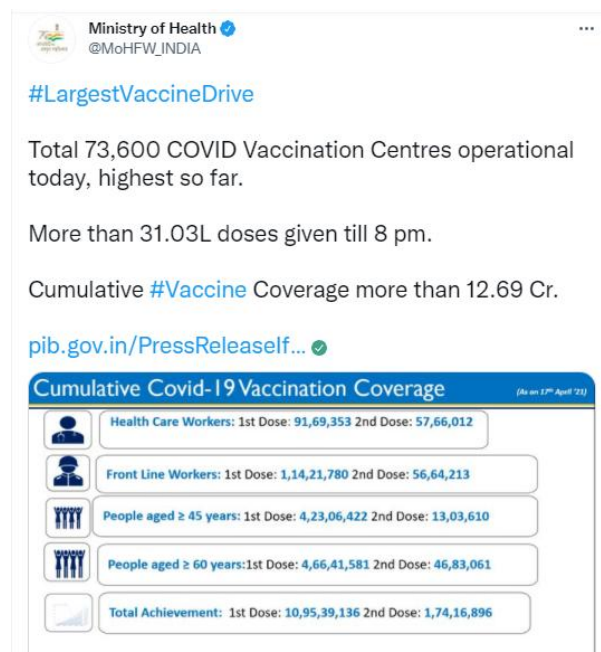 Ministry of Health
@MoHFW_INDIA
#LargestVaccineDrive
Total 73,600 COVID Vaccination Centres operational
today, highest so far.
More than 31.03L doses given till 8 pm.
Cumulative #Vaccine Coverage more than 12.69 Cr.
pib.gov.in/PressReleaseIf...
Cumulative Covid-19 Vaccination Coverage (As on 17th April '21)
Health Care Workers: 1st Dose: 91,69,353 2nd Dose: 57,66,012
Front Line Workers: 1st Dose: 1,14,21,780 2nd Dose: 56,64,213
People aged ≥ 45 years: 1st Dose: 4,23,06,422 2nd Dose: 13,03,610
People aged ≥ 60 years:1st Dose: 4,66,41,581 2nd Dose: 46,83,061
Total Achievement: 1st Dose: 10,95,39,136 2nd Dose: 1,74,16,896